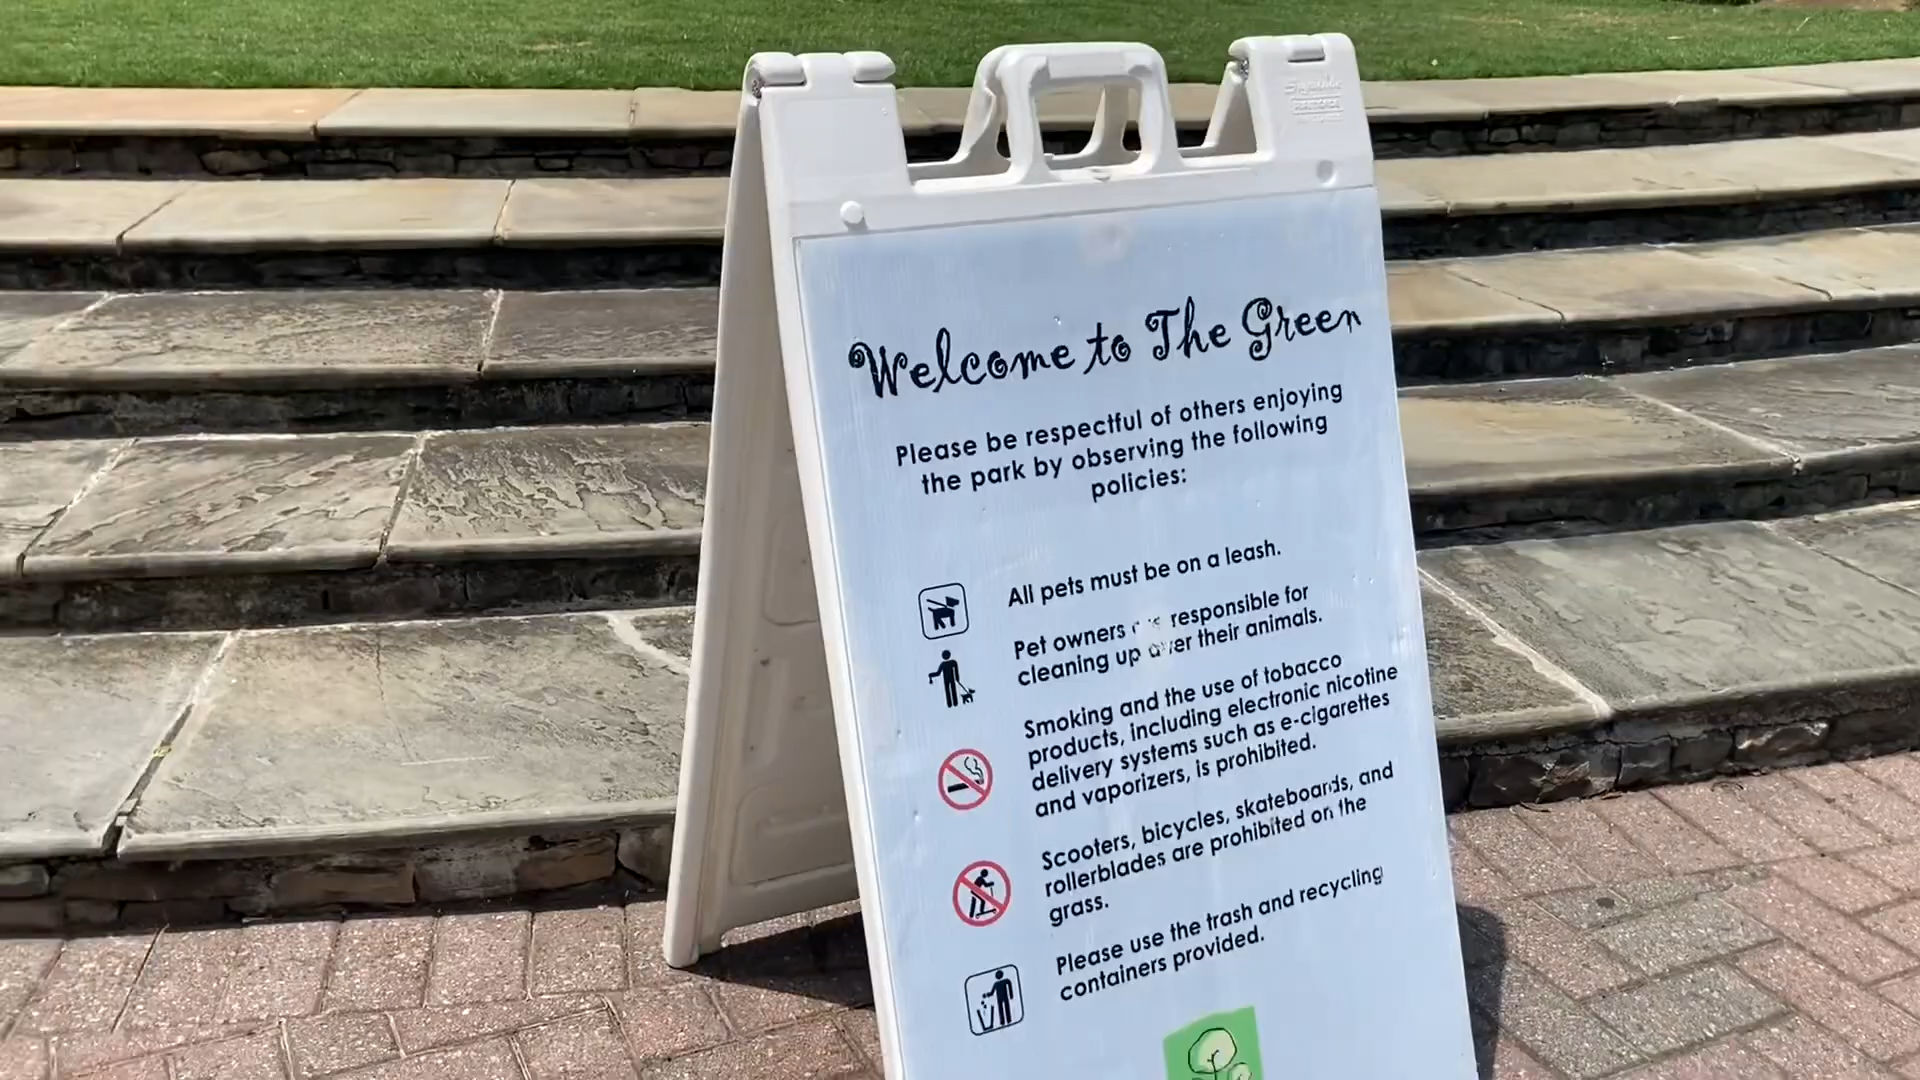 Welcome to The Green
Please be respectful of others enjoying
the park by observing the following
policies:
All pets must be on a leash.
Pet owners responsible for
cleaning up their animals.
Smoking and the use of tobacco
products, including electronic nicotine
delivery systems such as e-cigarettes
and vaporizers, is prohibited.
Scooters, bicycles, skateboards, and
rollerblades are prohibited on the
grass.
Please use the trash and recycling
containers provided.